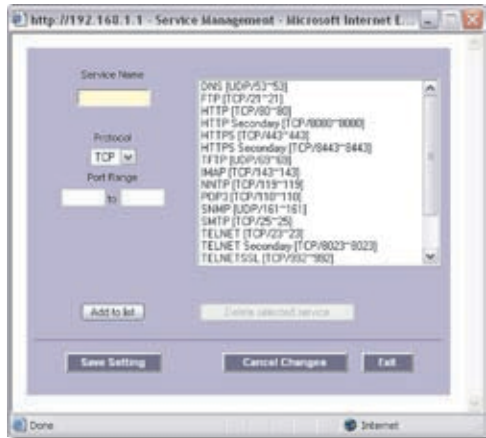 http://192.168.1.1 - Service Management - Microsoft Internet E...
Service Name
Protocol
TCP
Port Range
to
DNS [UDP/53~53]
FTP [TCP/21~21]
HTTP [TCP/80~80]
HTTP Secondary [TCP/8080~8080]
HTTPS [TCP/443~443]
HTTPS Secondary [TCP/8443~8443]
TFTP [UDP/69~69]
IMAP [TCP/143~143]
NNTP [TCP/119~119]
POP3 [TCP/110~110]
SNMP [UDP/161~161]
SMTP [TCP/25~25]
TELNET [TCP/23~23]
TELNET Secondary [TCP/8023~8023]
TELNETSSL [TCP/992~992]
Add to list
Delete selected service
Save Setting
Cancel Changes
Exit
Done
Internet